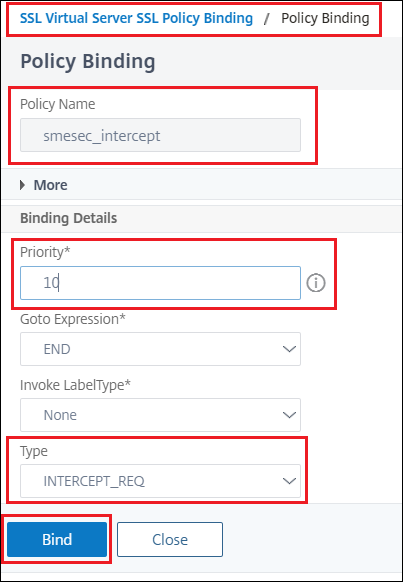 SSL Virtual Server SSL Policy Binding / Policy Binding
Policy Binding
Policy Name
smesec_intercept
More
Binding Details
Priority*
10
Goto Expression*
END
Invoke LabelType*
None
Type
INTERCEPT_REQ
Bind Close